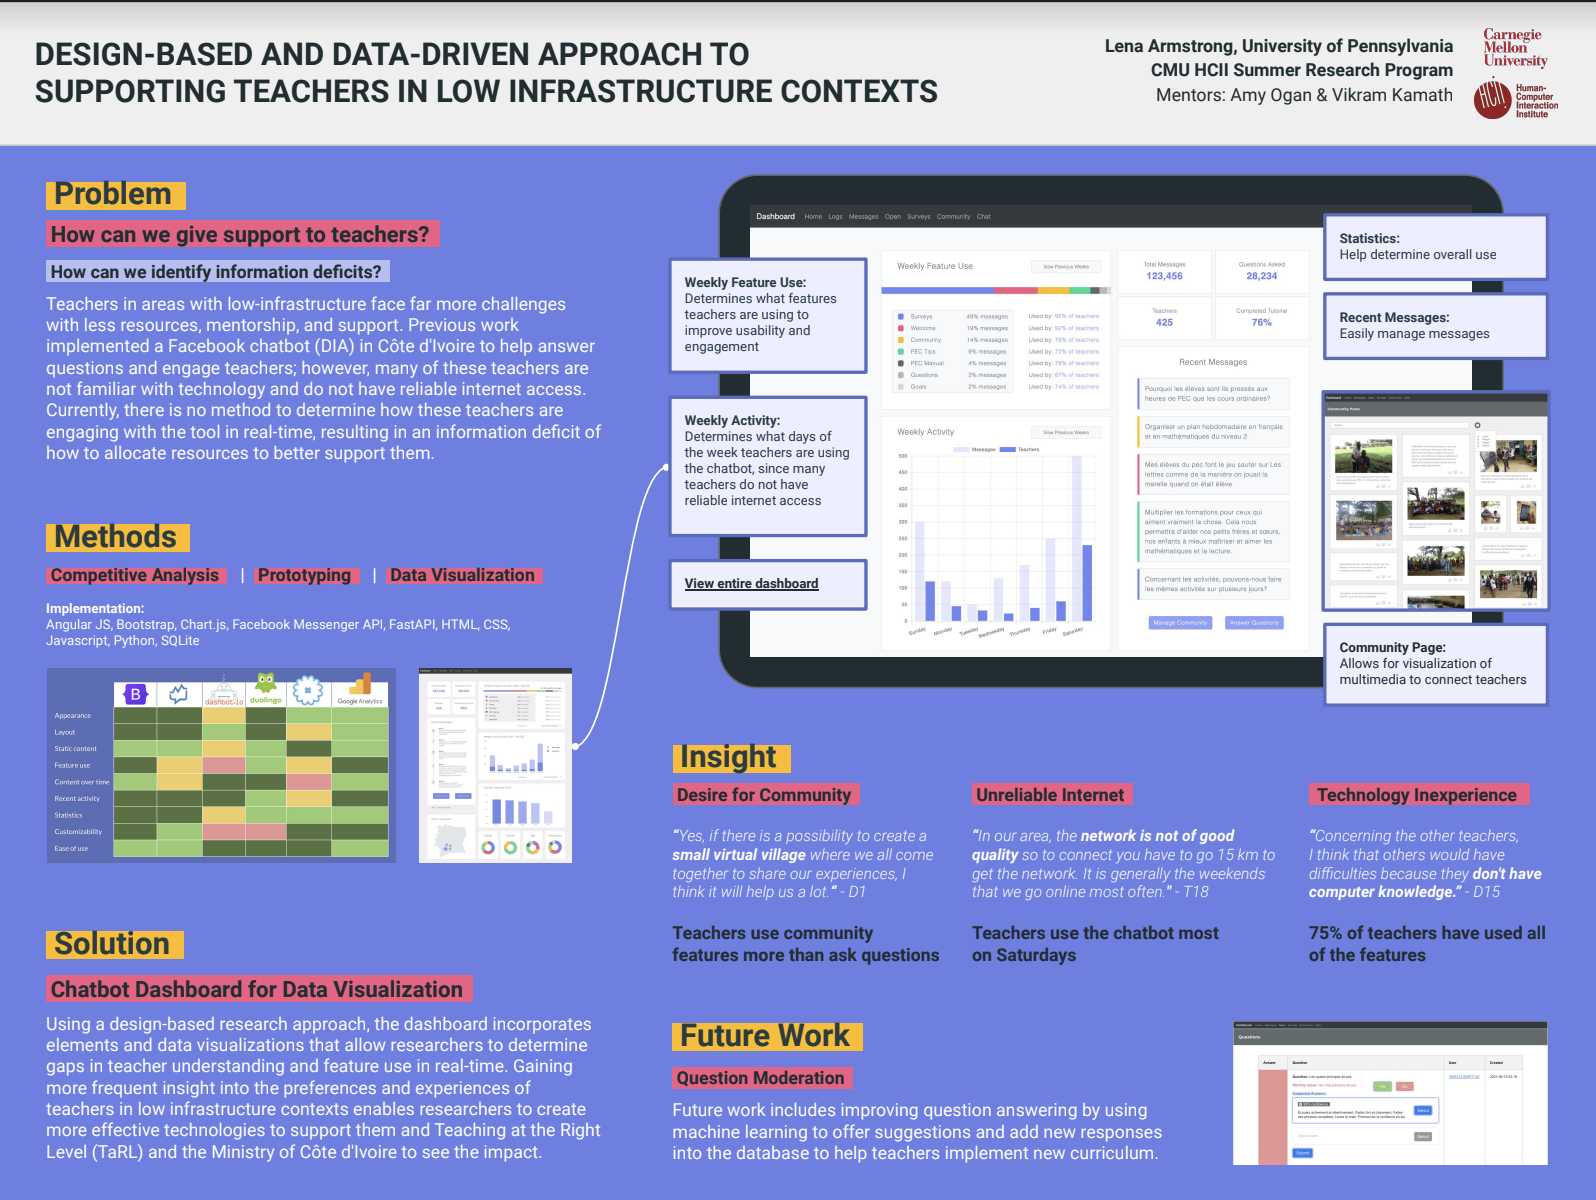 DESIGN-BASED AND DATA-DRIVEN APPROACH TO
SUPPORTING TEACHERS IN LOW INFRASTRUCTURE CONTEXTS
Lena Armstrong, University of Pennsylvania
CMU HCII Summer Research Program
Mentors: Amy Ogan & Vikram Kamath
Carnegie
Mellon
University
HCII
Human-
Computer
Interaction
Institute
Problem
How can we give support to teachers?
How can we identify information deficits?
Teachers in areas with low-infrastructure face far more challenges
with less resources, mentorship, and support. Previous work
implemented a Facebook chatbot (DIA) in Côte d'Ivoire to help answer
questions and engage teachers; however, many of these teachers are
not familiar with technology and do not have reliable internet access.
Currently, there is no method to determine how these teachers are
engaging with the tool in real-time, resulting in an information deficit of
how to allocate resources to better support them.
Methods
Competitive Analysis | Prototyping | Data Visualization
Implementation:
Angular JS, Bootstrap, Chart.js, Facebook Messenger API, FastAPI, HTML, CSS,
Javascript, Python, SQLite
B
dashbot-io
duolingo
Google Analytics
Appearance
Layout
Static content
Feature use
Content over time
Recent activity
Statistics
Customizability
Ease of use
Solution
Chatbot Dashboard for Data Visualization
Using a design-based research approach, the dashboard incorporates
elements and data visualizations that allow researchers to determine
gaps in teacher understanding and feature use in real-time. Gaining
more frequent insight into the preferences and experiences of
teachers in low infrastructure contexts enables researchers to create
more effective technologies to support them and Teaching at the Right
Level (TaRL) and the Ministry of Côte d'Ivoire to see the impact.
Weekly Feature Use:
Determines what features
teachers are using to
improve usability and
engagement
Weekly Activity:
Determines what days of
the week teachers are using
the chatbot, since many
teachers do not have
reliable internet access
View entire dashboard
Dashboard Home Logs Messages Open Surveys Community Chat
Weekly Feature Use
View Previous Weeks
Surveys 49% messages Used by: 95% of teachers
Welcome 19% messages Used by: 92% of teachers
Community 14% messages Used by: 78% of teachers
PEC Tips 9% messages Used by: 72% of teachers
PEC Manual 4% messages Used by: 78% of teachers
Questions 3% messages Used by: 67% of teachers
Goals 2% messages Used by: 74% of teachers
Weekly Activity
View Previous Weeks
Messages Teachers
500
450
400
350
300
250
200
150
100
50
0
Sunday Monday Tuesday Wednesday Thursday Friday Saturday
Total Messages
123,456
Questions Asked
28,234
Teachers
425
Completed Tutorial
76%
Recent Messages
Pourquoi les élèves sont ils pressés aux
heures de PEC que les cours ordinaires?
Organiser un plan hebdomadaire en français
et en mathématiques du niveau 2
Mes élèves du pec font le jeu sauter sur Les
lettres comme de la manière on jouait la
marelle quand on était élève
Multiplier les formations pour ceux qui
aiment vraiment la chose. Cela nous
permettra d'aider nos petits frères et sœurs,
nos enfants à mieux maîtriser et aimer les
mathématiques et la lecture.
Concernant les activités, pouvons-nous faire
les mêmes activités sur plusieurs jours?
Manage Community
Answer Questions
Statistics:
Help determine overall use
Recent Messages:
Easily manage messages
Community Posts
Community Page:
Allows for visualization of
multimedia to connect teachers
Insight
Desire for Community
“Yes, if there is a possibility to create a
small virtual village where we all come
together to share our experiences, I
think it will help us a lot.“ - D1
Teachers use community
features more than ask questions
Unreliable Internet
“In our area, the network is not of good
quality so to connect you have to go 15 km to
get the network. It is generally the weekends
that we go online most often." - T18
Teachers use the chatbot most
on Saturdays
Technology Inexperience
“Concerning the other teachers,
I think that others would have
difficulties because they don't have
computer knowledge.” - D15
75% of teachers have used all
of the features
Future Work
Question Moderation
Future work includes improving question answering by using
machine learning to offer suggestions and add new responses
into the database to help teachers implement new curriculum.
Dashboard
Questions
Answer Question User Created
Yes
No
Suggested Answers:
Select
Select
Submit